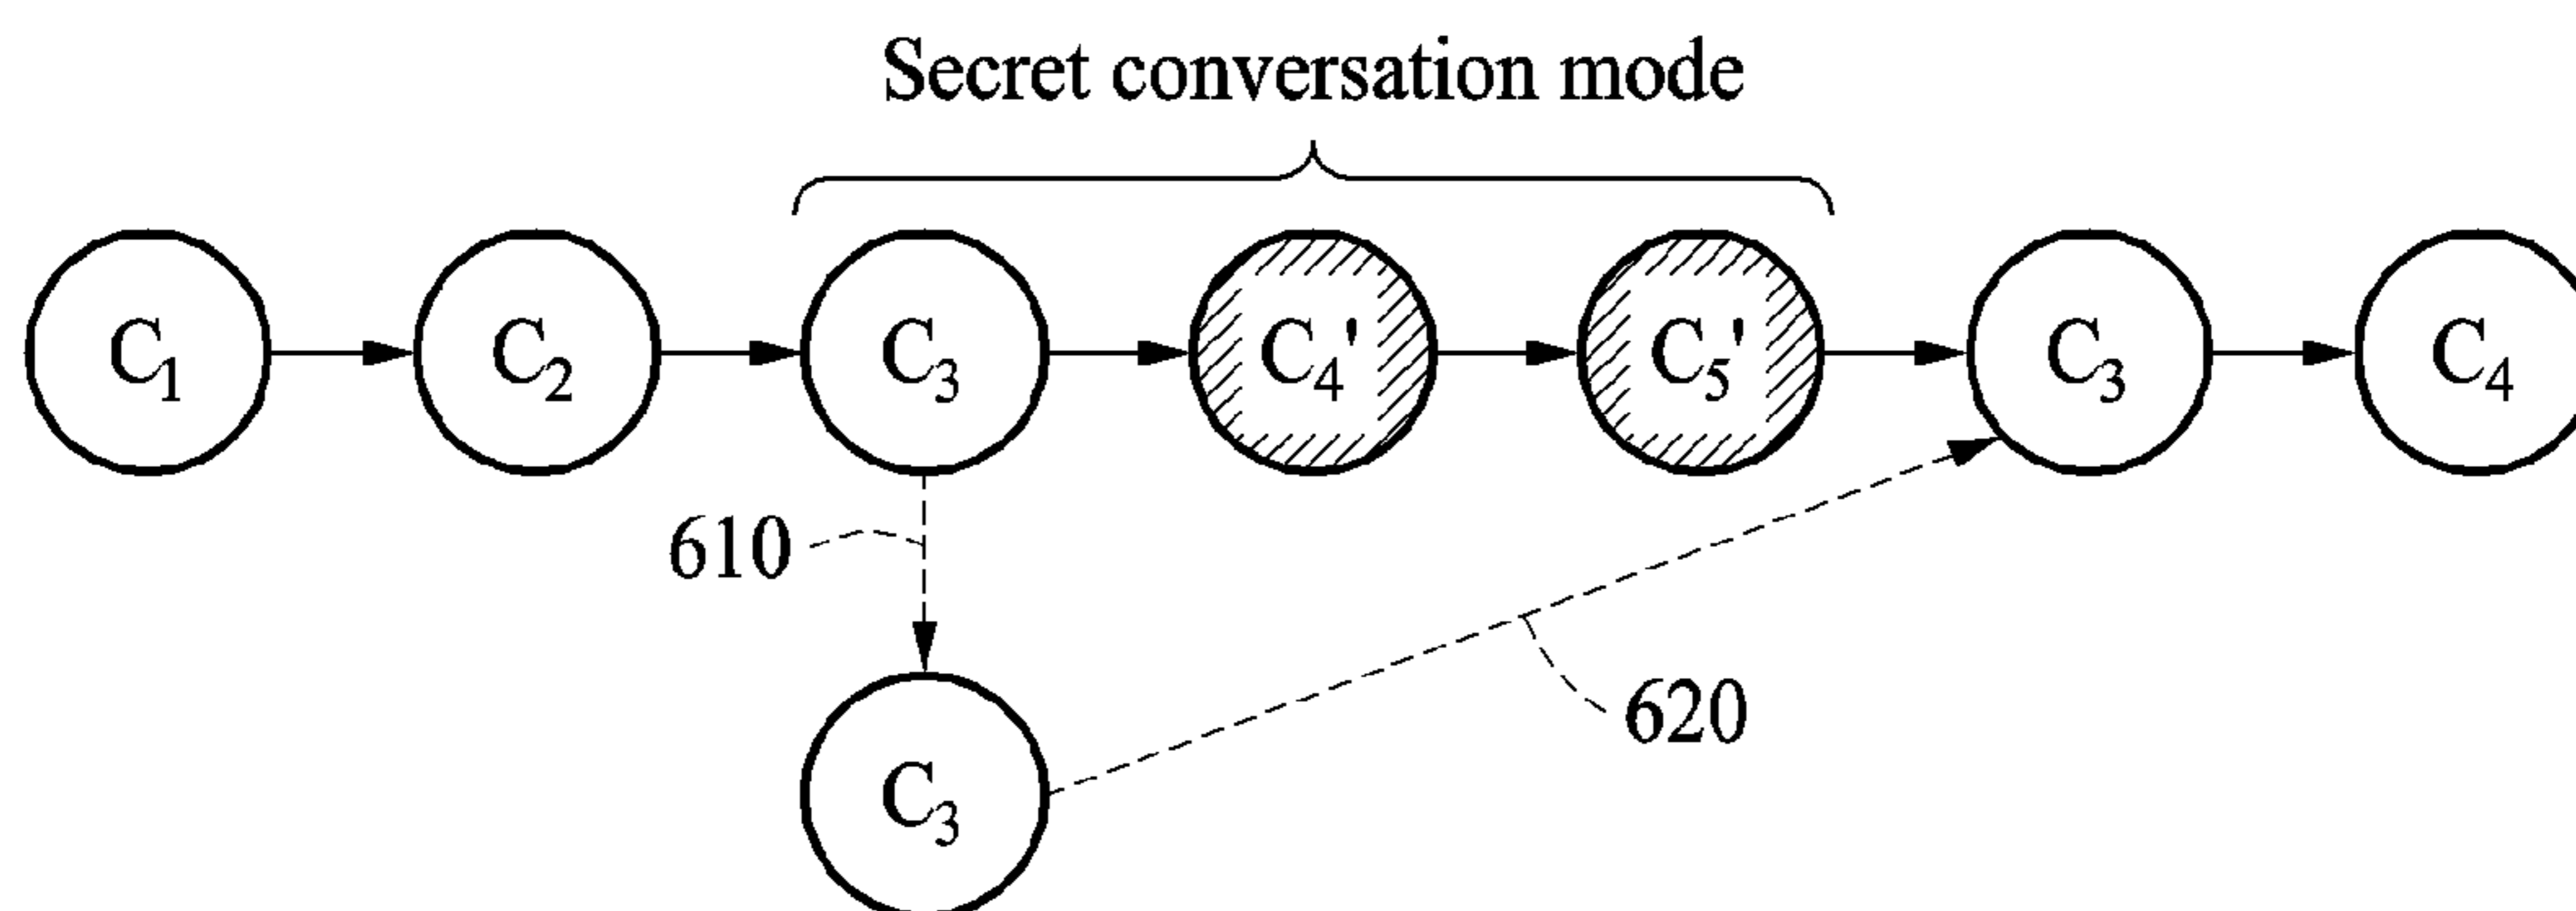 Secret conversation mode
C₁ C₂ C₃ C₄' C₅' C₃ C₄
610
620
C₃